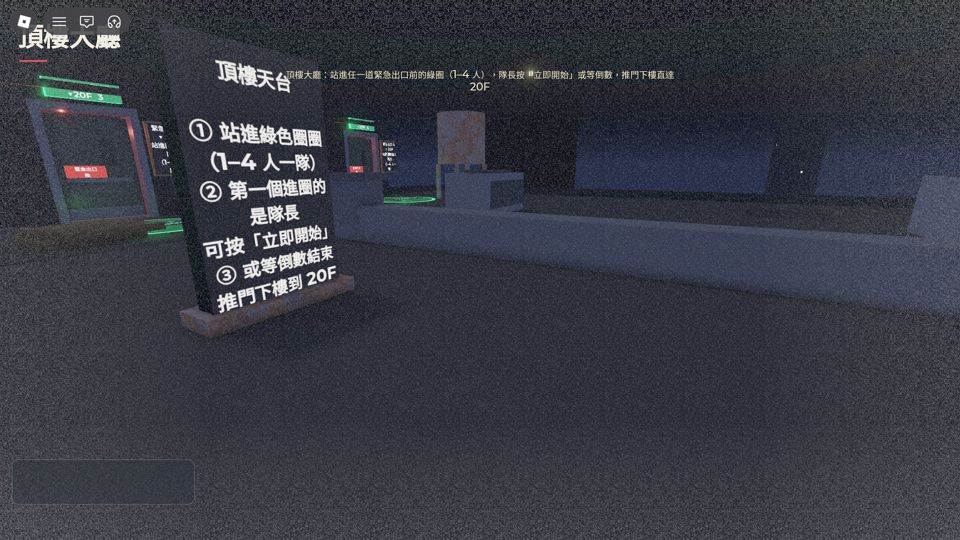 頂樓大廳
頂樓大廳：站進任一道緊急出口前的綠圈（1–4 人），隊長按「立即開始」或等倒數，推門下樓直達
20F
20F 3
緊急出口
頂樓天台
① 站進綠色圈圈
（1–4 人一隊）
② 第一個進圈的
是隊長
可按「立即開始」
③ 或等倒數結束
推門下樓到 20F